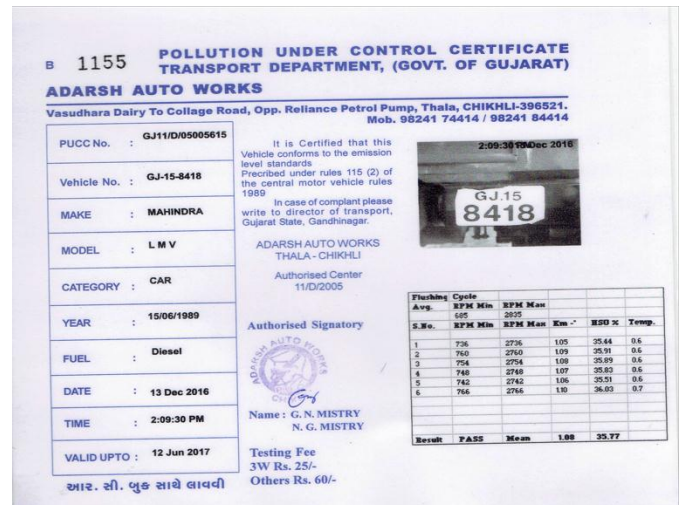 B 1155
POLLUTION UNDER CONTROL CERTIFICATE
TRANSPORT DEPARTMENT, (GOVT. OF GUJARAT)
ADARSH AUTO WORKS
Vasudhara Dairy To Collage Road, Opp. Reliance Petrol Pump, Thala, CHIKHLI-396521.
Mob. 98241 74414 / 98241 84414
PUCC No. : GJ11/D/05005615
Vehicle No. : GJ-15-8418
MAKE : MAHINDRA
MODEL : L M V
CATEGORY : CAR
YEAR : 15/06/1989
FUEL : Diesel
DATE : 13 Dec 2016
TIME : 2:09:30 PM
VALID UPTO : 12 Jun 2017
આર. સી. બુક સાથે લાવવી
It is Certified that this
Vehicle conforms to the emission
level standards
Precribed under rules 115 (2) of
the central motor vehicle rules
1989
In case of complant please
write to director of transport,
Gujarat State, Gandhinagar.
ADARSH AUTO WORKS
THALA - CHIKHLI
Authorised Center
11/D/2005
Authorised Signatory
ADARSH AUTO WORKS
Name : G. N. MISTRY
N. G. MISTRY
Testing Fee
3W Rs. 25/-
Others Rs. 60/-
Dec 2016
GJ.15
8418
Flushing Cycle
Avg. RPM Min RPM Max
685 2835
S.No. RPM Min RPM Max Km -' HSU % Temp.
1 736 2736 1.05 35.44 0.6
2 760 2760 1.09 35.91 0.6
3 754 2754 1.08 35.89 0.6
4 748 2748 1.07 35.83 0.6
5 742 2742 1.06 35.51 0.6
6 766 2766 1.10 36.03 0.7
Result PASS Mean 1.08 35.77